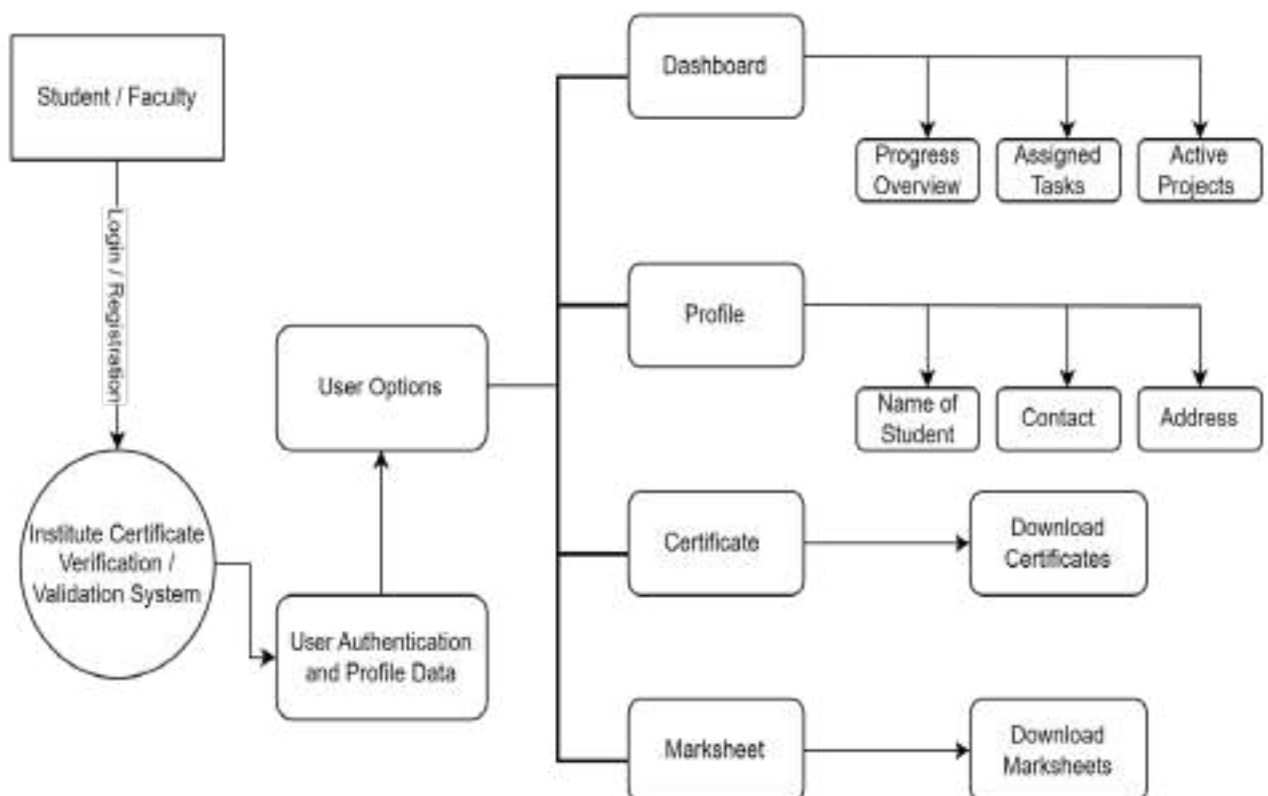 Student / Faculty
Login / Registration
Institute Certificate
Verification /
Validation System
User Authentication
and Profile Data
User Options
Dashboard
Progress
Overview
Assigned
Tasks
Active
Projects
Profile
Name of
Student
Contact
Address
Certificate
Download
Certificates
Marksheet
Download
Marksheets